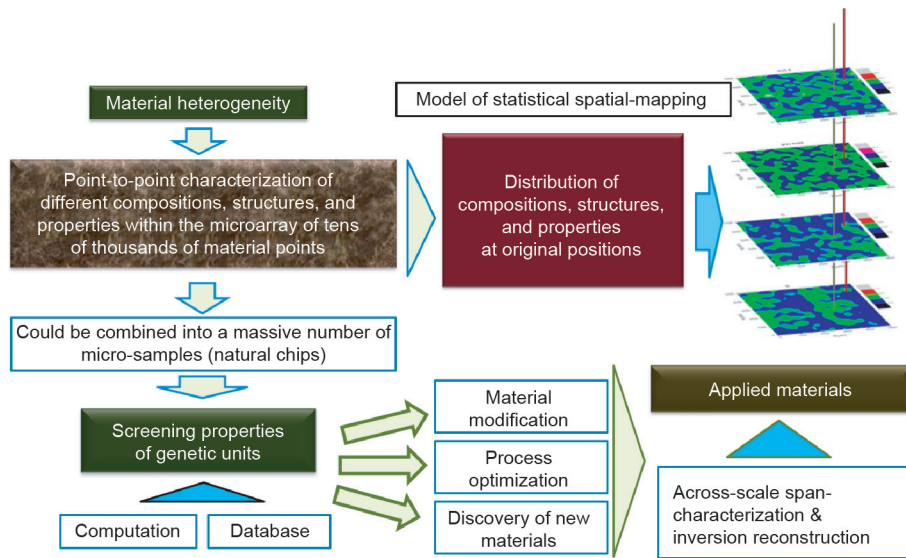 Material heterogeneity
Model of statistical spatial-mapping
Point-to-point characterization of
different compositions, structures, and
properties within the microarray of tens
of thousands of material points
Distribution of
compositions, structures,
and properties
at original positions
Could be combined into a massive number of
micro-samples (natural chips)
Screening properties
of genetic units
Computation
Database
Material
modification
Process
optimization
Discovery of new
materials
Applied materials
Across-scale span-
characterization &
inversion reconstruction